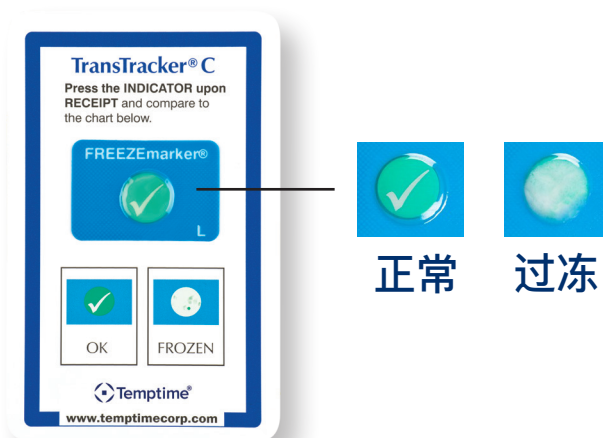 TransTracker® C
Press the INDICATOR upon
RECEIPT and compare to
the chart below.
FREEZEmarker®
L
OK
FROZEN
Temptime®
www.temptimecorp.com
正常
过冻